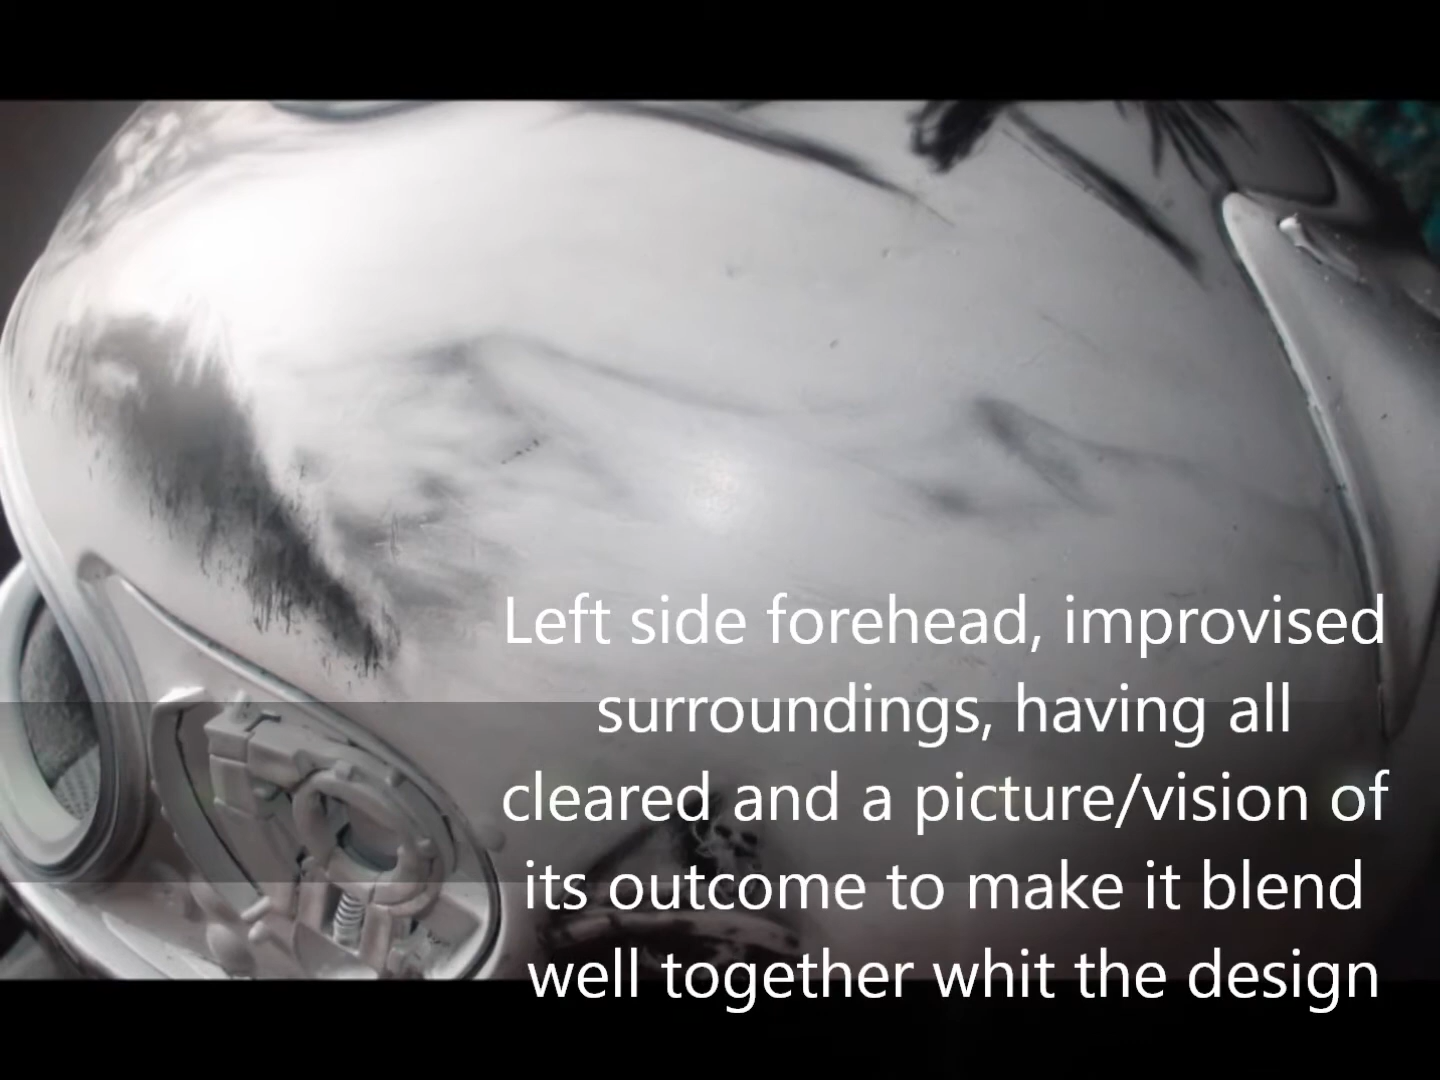 Left side forehead, improvised
surroundings, having all
cleared and a picture/vision of
its outcome to make it blend
well together whit the design